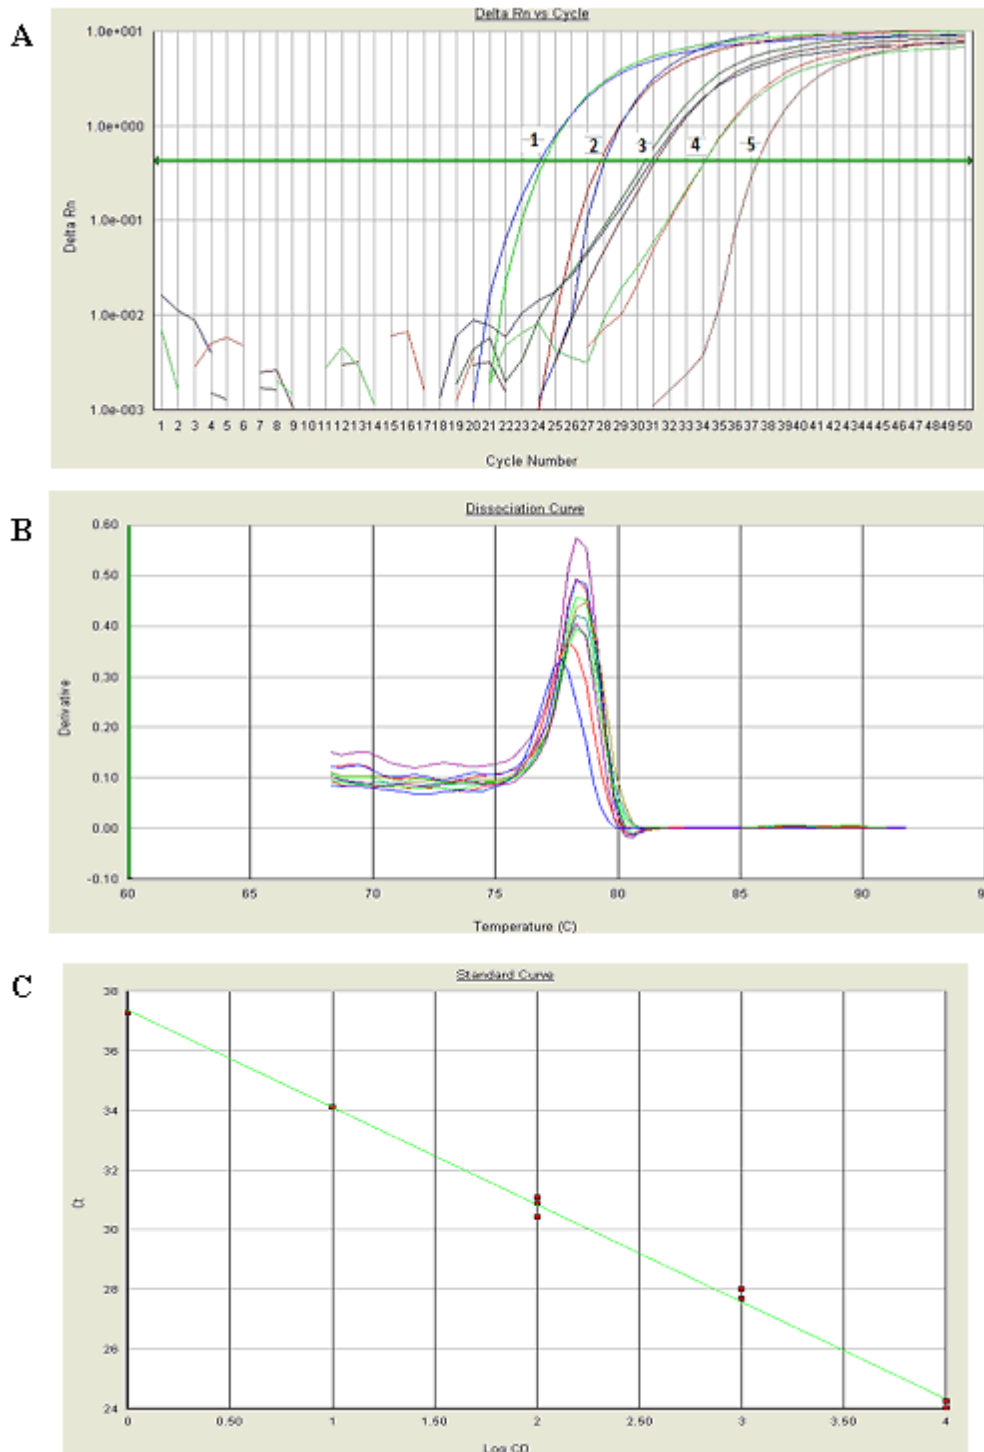 A
Delta Rn vs Cycle
1.0e+001
1.0e+000
1.0e-001
1.0e-002
1.0e-003
Delta Rn
1 2 3 4 5
1 2 3 4 5 6 7 8 9 10 11 12 13 14 15 16 17 18 19 20 21 22 23 24 25 26 27 28 29 30 31 32 33 34 35 36 37 38 39 40 41 42 43 44 45 46 47 48 49 50
Cycle Number
B
Dissociation Curve
0.60
0.50
0.40
0.30
0.20
0.10
0.00
-0.10
Derivative
60 65 70 75 80 85 90
Temperature (C)
C
Standard Curve
38
36
34
32
30
28
26
24
Ct
0 0.50 1 1.50 2 2.50 3 3.50 4
Log CO